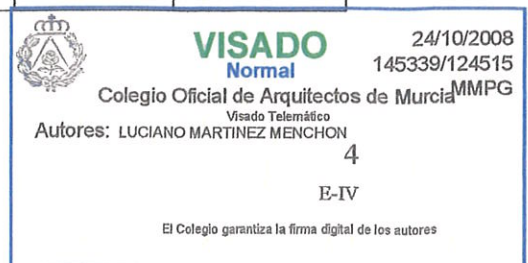 VISADO
Normal
24/10/2008
145339/124515
MMPG
Colegio Oficial de Arquitectos de Murcia
Visado Telemático
Autores: LUCIANO MARTINEZ MENCHON
4
E-IV
El Colegio garantiza la firma digital de los autores